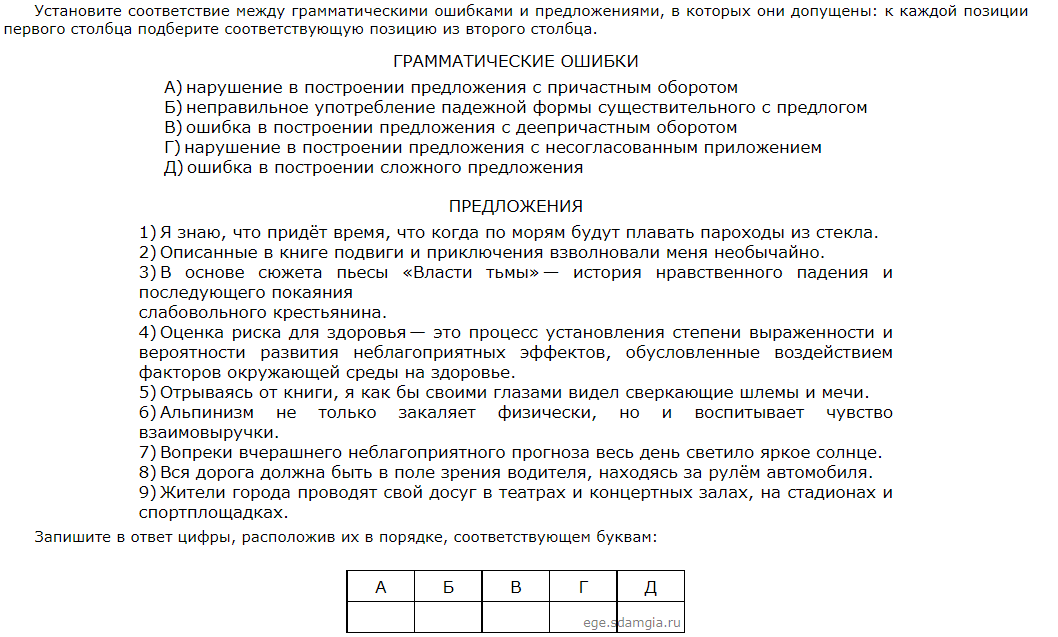 Установите соответствие между грамматическими ошибками и предложениями, в которых они допущены: к каждой позиции
первого столбца подберите соответствующую позицию из второго столбца.
ГРАММАТИЧЕСКИЕ ОШИБКИ
А) нарушение в построении предложения с причастным оборотом
Б) неправильное употребление падежной формы существительного с предлогом
В) ошибка в построении предложения с деепричастным оборотом
Г) нарушение в построении предложения с несогласованным приложением
Д) ошибка в построении сложного предложения
ПРЕДЛОЖЕНИЯ
1) Я знаю, что придёт время, что когда по морям будут плавать пароходы из стекла.
2) Описанные в книге подвиги и приключения взволновали меня необычайно.
3) В основе сюжета пьесы «Власти тьмы» — история нравственного падения и
последующего покаяния
слабовольного крестьянина.
4) Оценка риска для здоровья — это процесс установления степени выраженности и
вероятности развития неблагоприятных эффектов, обусловленные воздействием
факторов окружающей среды на здоровье.
5) Отрываясь от книги, я как бы своими глазами видел сверкающие шлемы и мечи.
6) Альпинизм не только закаляет физически, но и воспитывает чувство
взаимовыручки.
7) Вопреки вчерашнего неблагоприятного прогноза весь день светило яркое солнце.
8) Вся дорога должна быть в поле зрения водителя, находясь за рулём автомобиля.
9) Жители города проводят свой досуг в театрах и концертных залах, на стадионах и
спортплощадках.
Запишите в ответ цифры, расположив их в порядке, соответствующем буквам:
А Б В Г Д
ege.sdamgia.ru